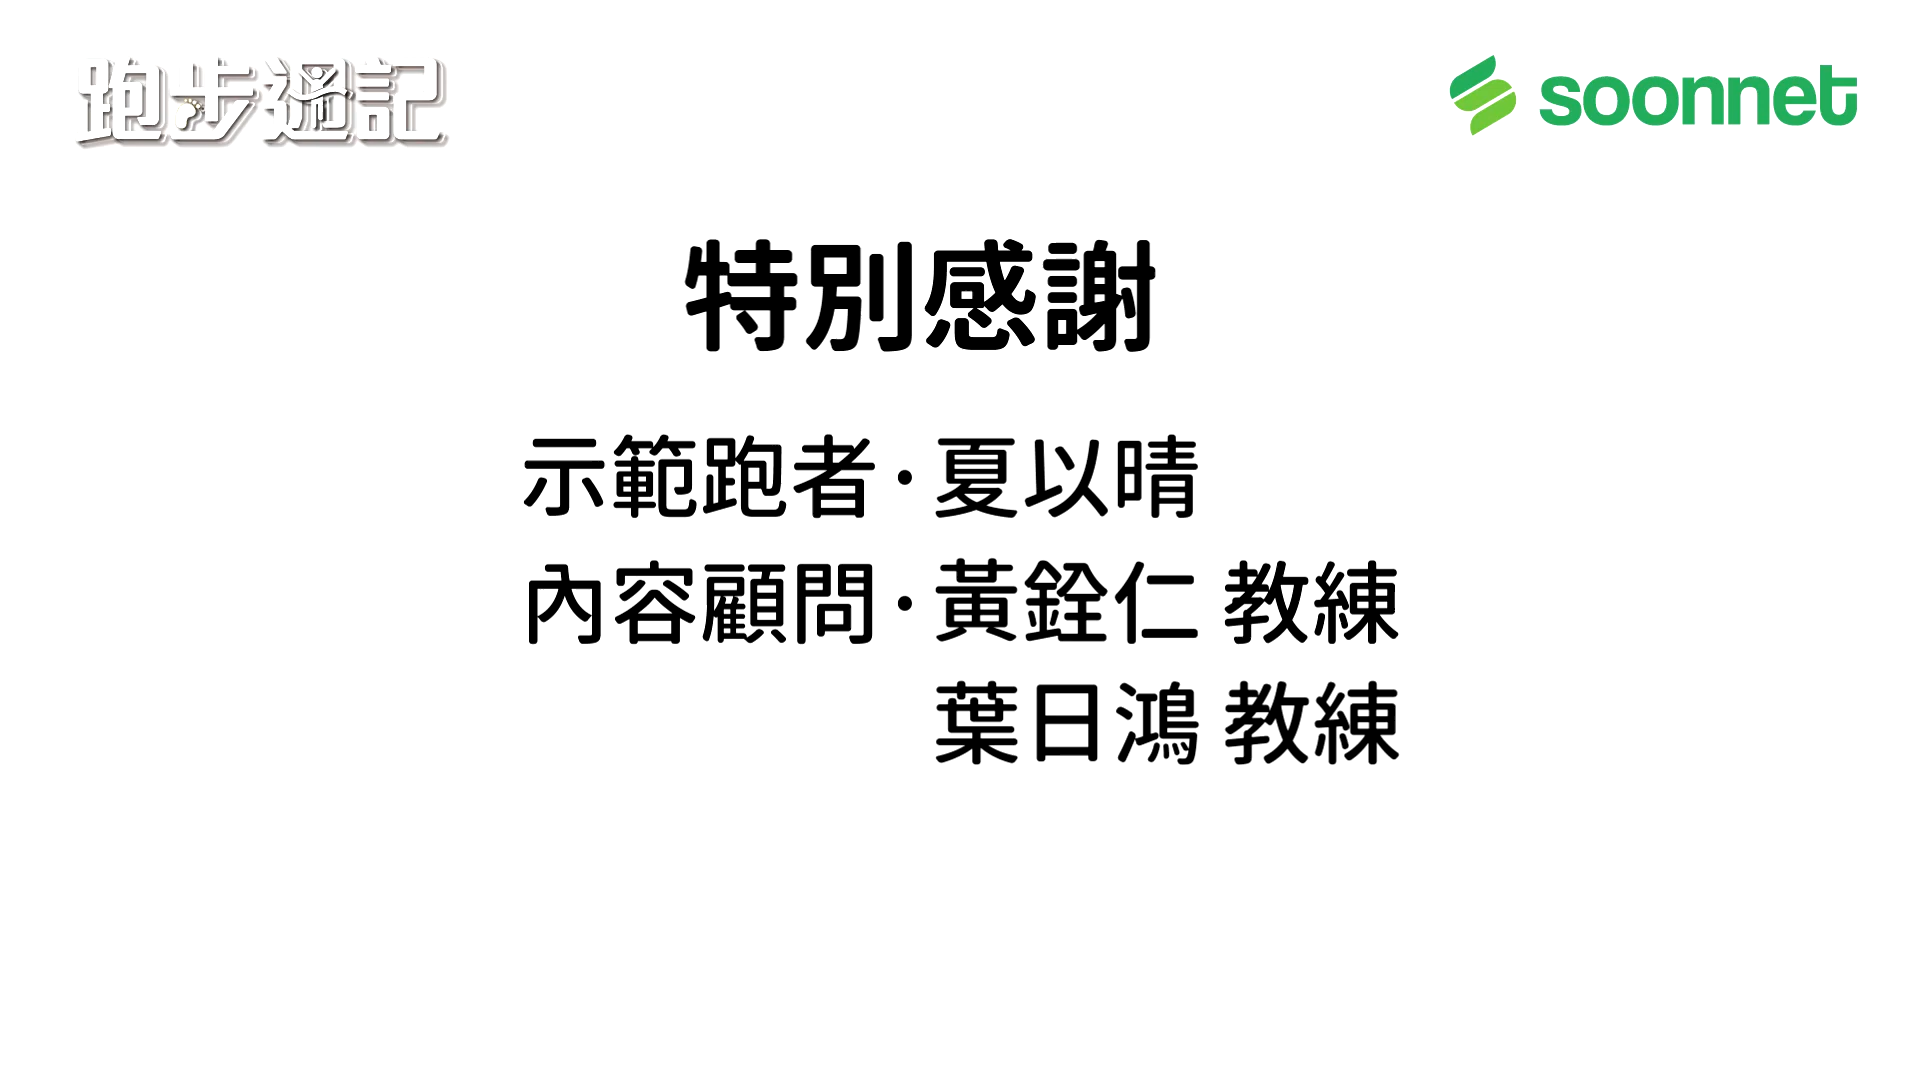 跑步週記
soonnet
特別感謝
示範跑者·夏以晴
內容顧問·黃銓仁 教練
葉日鴻 教練